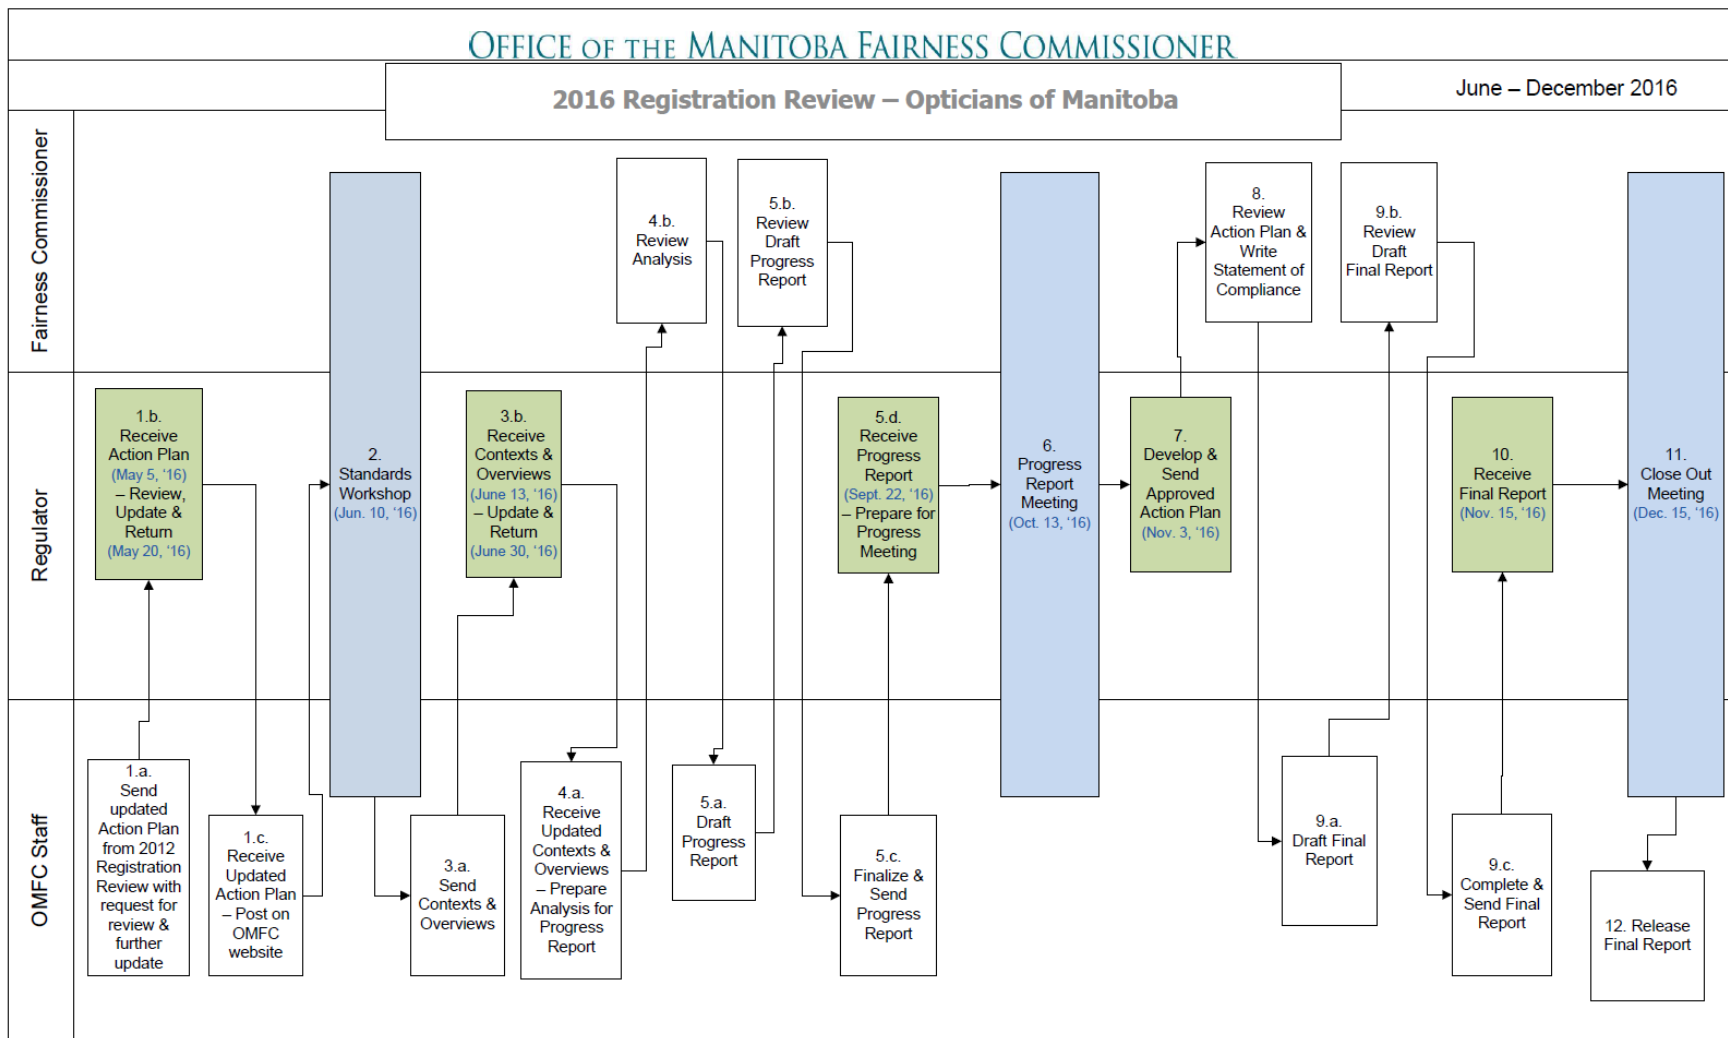 OFFICE OF THE MANITOBA FAIRNESS COMMISSIONER
2016 Registration Review – Opticians of Manitoba
June – December 2016
Fairness Commissioner
Regulator
OMFC Staff
1.a.
Send
updated
Action Plan
from 2012
Registration
Review with
request for
review &
further
update
1.b.
Receive
Action Plan
(May 5, ‘16)
– Review,
Update &
Return
(May 20, ‘16)
1.c.
Receive
Updated
Action Plan
– Post on
OMFC
website
2.
Standards
Workshop
(Jun. 10, ‘16)
3.a.
Send
Contexts &
Overviews
3.b.
Receive
Contexts &
Overviews
(June 13, ‘16)
– Update &
Return
(June 30, ‘16)
4.a.
Receive
Updated
Contexts &
Overviews
– Prepare
Analysis for
Progress
Report
4.b.
Review
Analysis
5.a.
Draft
Progress
Report
5.b.
Review
Draft
Progress
Report
5.c.
Finalize &
Send
Progress
Report
5.d.
Receive
Progress
Report
(Sept. 22, ‘16)
– Prepare for
Progress
Meeting
6.
Progress
Report
Meeting
(Oct. 13, ‘16)
7.
Develop &
Send
Approved
Action Plan
(Nov. 3, ‘16)
8.
Review
Action Plan &
Write
Statement of
Compliance
9.a.
Draft Final
Report
9.b.
Review
Draft
Final Report
9.c.
Complete &
Send Final
Report
10.
Receive
Final Report
(Nov. 15, ‘16)
11.
Close Out
Meeting
(Dec. 15, ‘16)
12. Release
Final Report